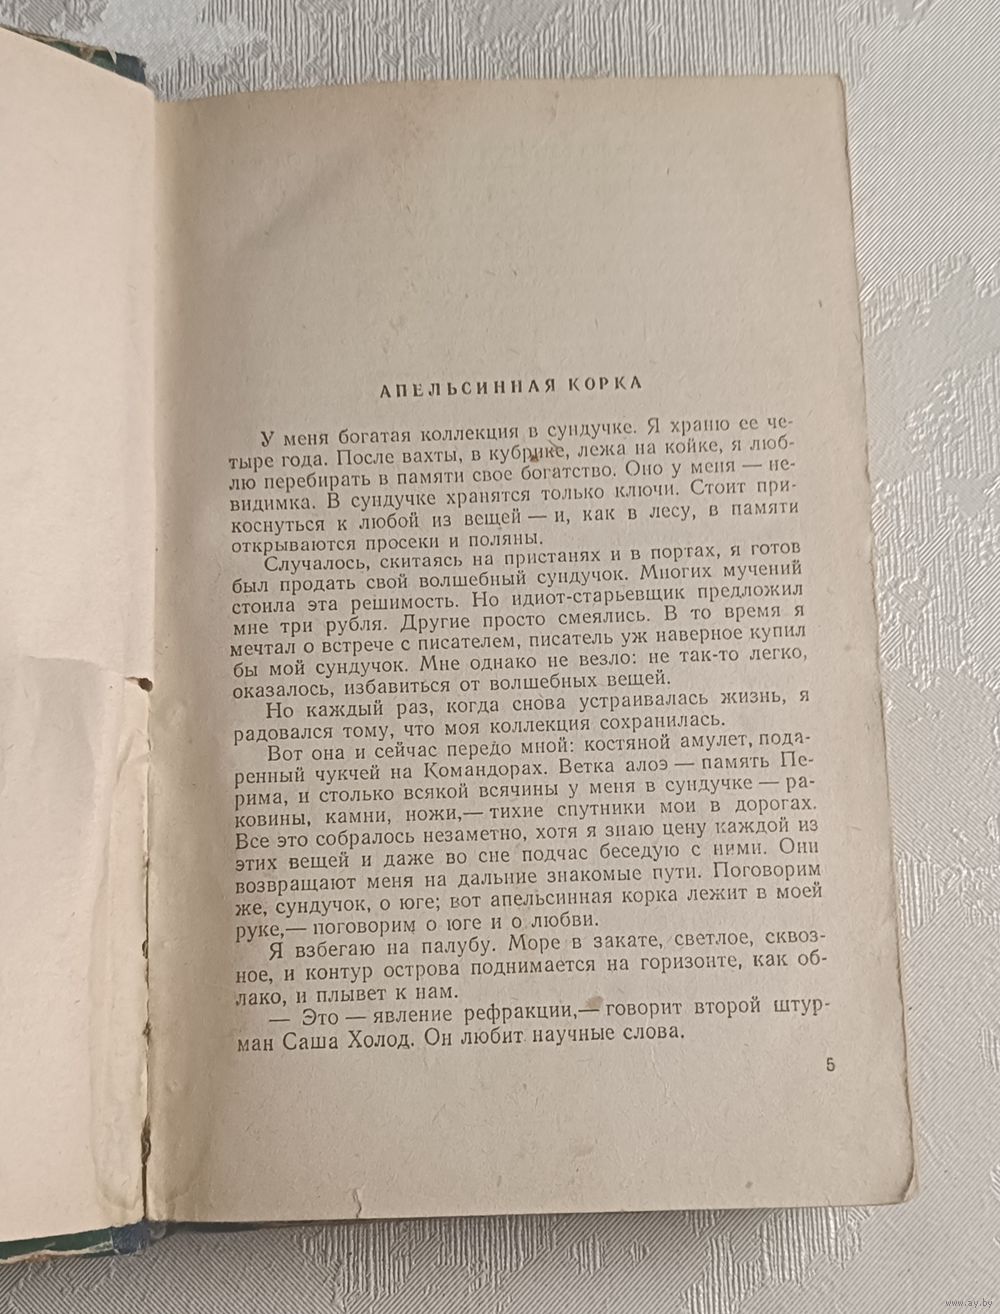 АПЕЛЬСИННАЯ КОРКА
У меня богатая коллекция в сундучке. Я храню ее че-
тыре года. После вахты, в кубрике, лежа на койке, я люб-
лю перебирать в памяти свое богатство. Оно у меня — не-
видимка. В сундучке хранятся только ключи. Стоит при-
коснуться к любой из вещей — и, как в лесу, в памяти
открываются просеки и поляны.
Случалось, скитаясь на пристанях и в портах, я готов
был продать свой волшебный сундучок. Многих мучений
стоила эта решимость. Но идиот-старьевщик предложил
мне три рубля. Другие просто смеялись. В то время я
мечтал о встрече с писателем, писатель уж наверное купил
бы мой сундучок. Мне однако не везло: не так-то легко,
оказалось, избавиться от волшебных вещей.
Но каждый раз, когда снова устраивалась жизнь, я
радовался тому, что моя коллекция сохранилась.
Вот она и сейчас передо мной: костяной амулет, пода-
ренный чукчей на Командорах. Ветка алоэ — память Пе-
рима, и столько всякой всячины у меня в сундучке — ра-
ковины, камни, ножи,— тихие спутники мои в дорогах.
Все это собралось незаметно, хотя я знаю цену каждой из
этих вещей и даже во сне подчас беседую с ними. Они
возвращают меня на дальние знакомые пути. Поговорим
же, сундучок, о юге; вот апельсинная корка лежит в моей
руке,— поговорим о юге и о любви.
Я взбегаю на палубу. Море в закате, светлое, сквоз-
ное, и контур острова поднимается на горизонте, как об-
лако, и плывет к нам.
— Это — явление рефракции,— говорит второй штур-
ман Саша Холод. Он любит научные слова.
5
www.ay.by